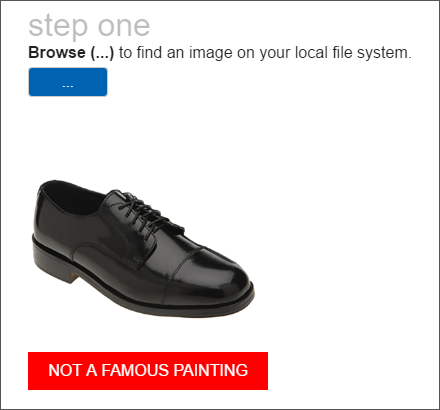 step one
Browse (...) to find an image on your local file system.
...
NOT A FAMOUS PAINTING